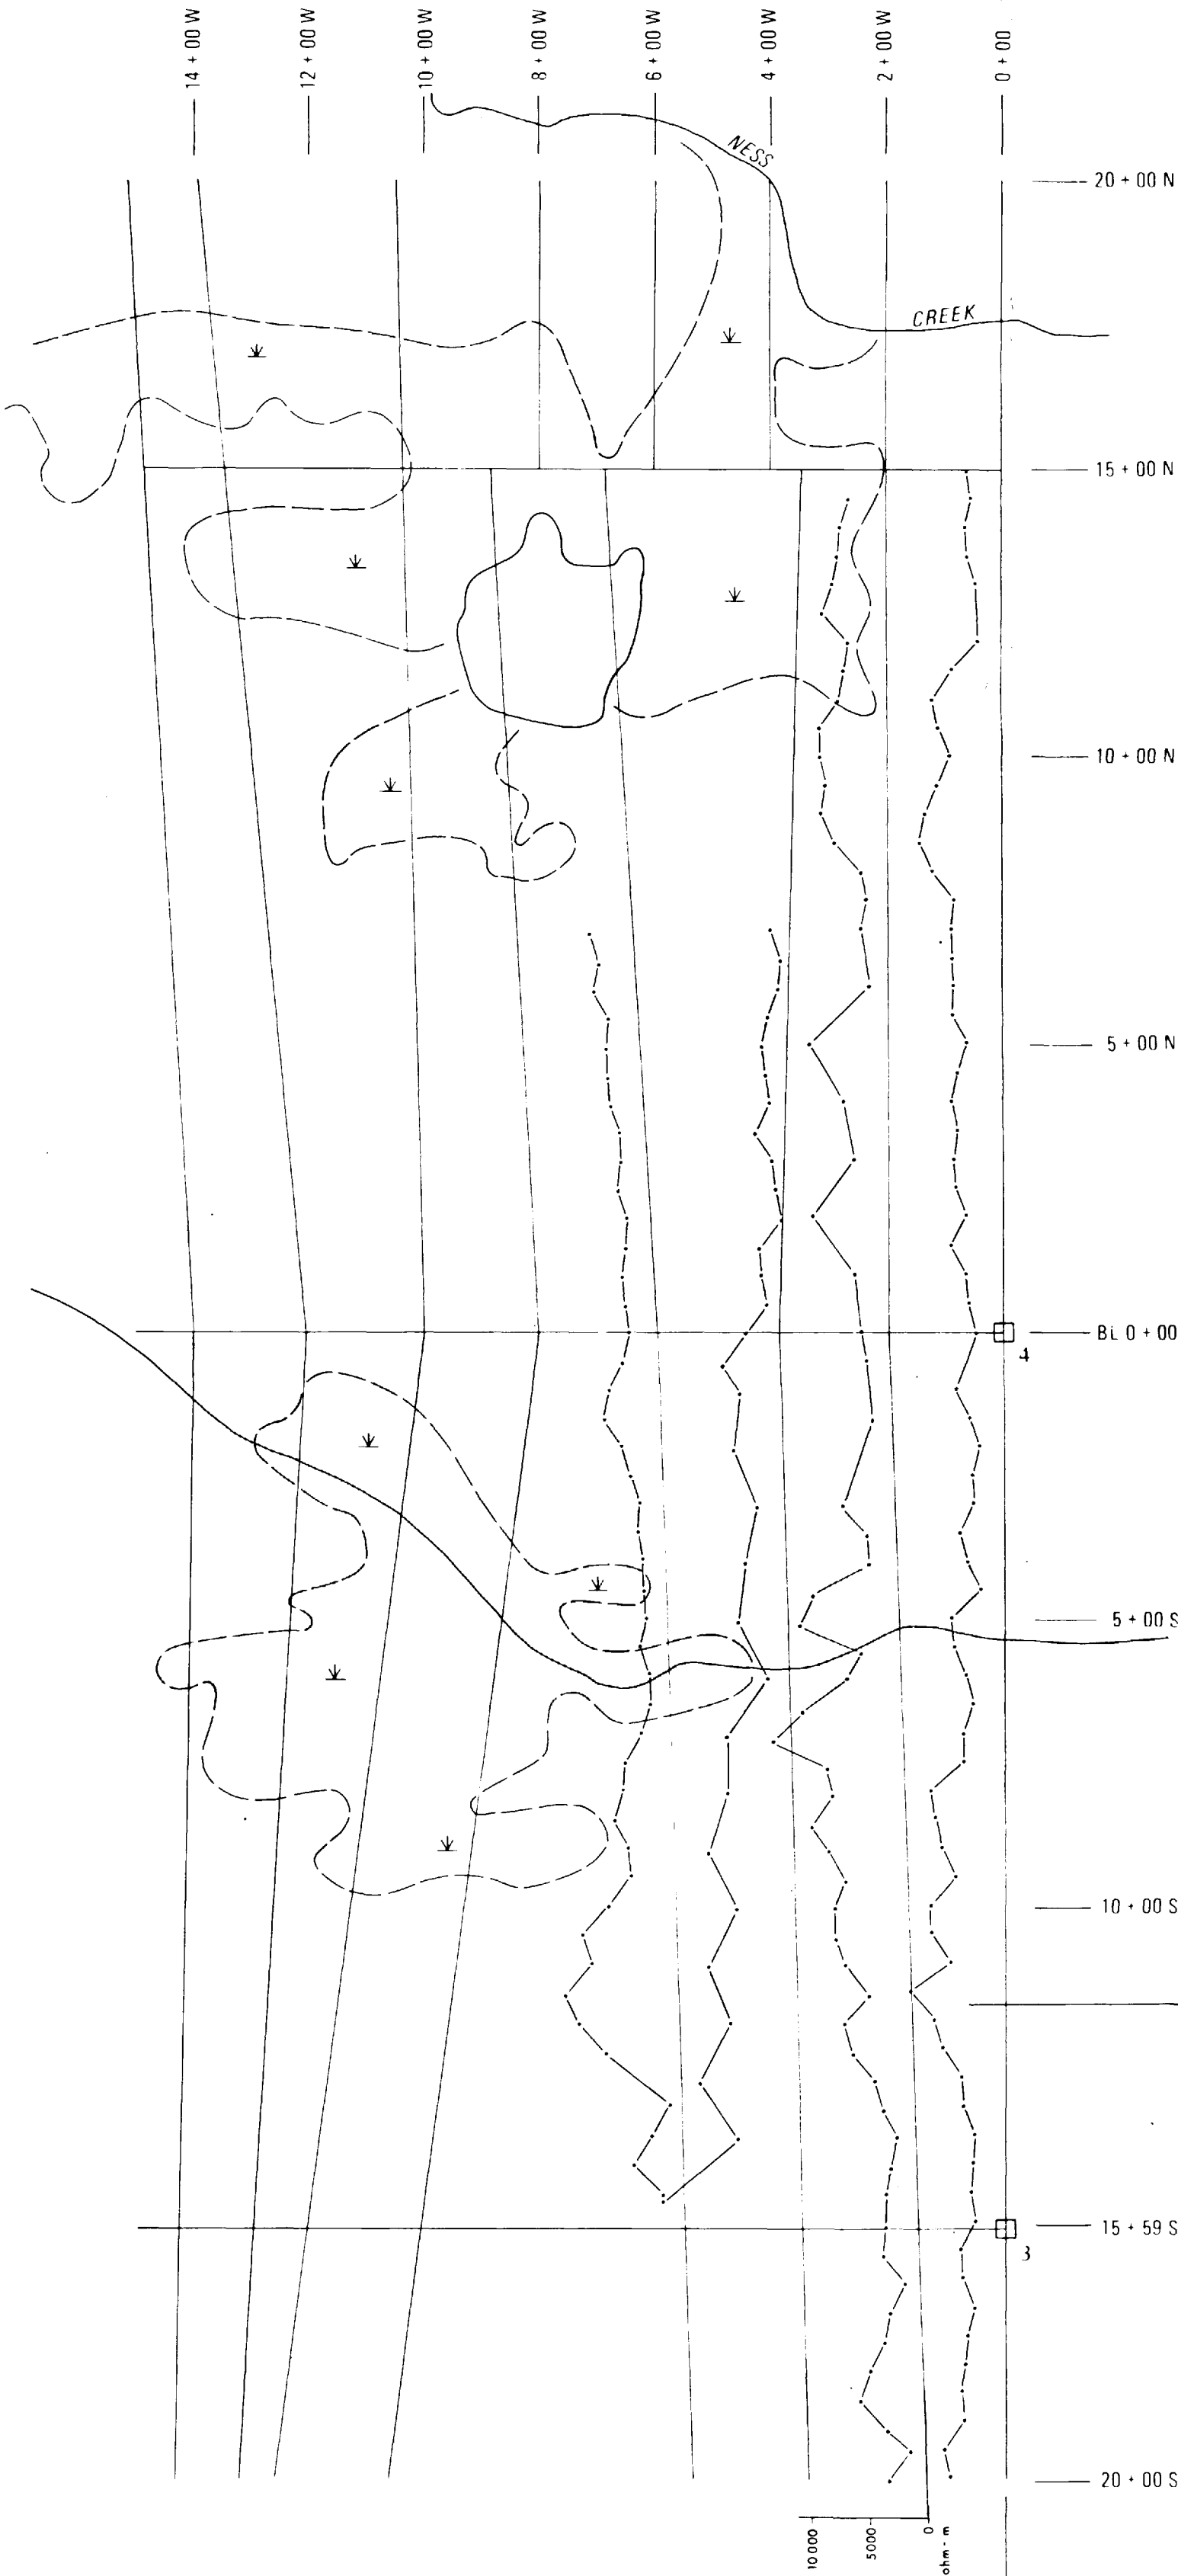 14 + 00 W
12 + 00 W
10 + 00 W
8 + 00 W
6 + 00 W
4 + 00 W
2 + 00 W
0 + 00
NESS
20 + 00 N
CREEK
15 + 00 N
10 + 00 N
5 + 00 N
BL 0 + 00
4
5 + 00 S
10 + 00 S
15 + 59 S
3
20 + 00 S
10000
5000
0
ohm - m